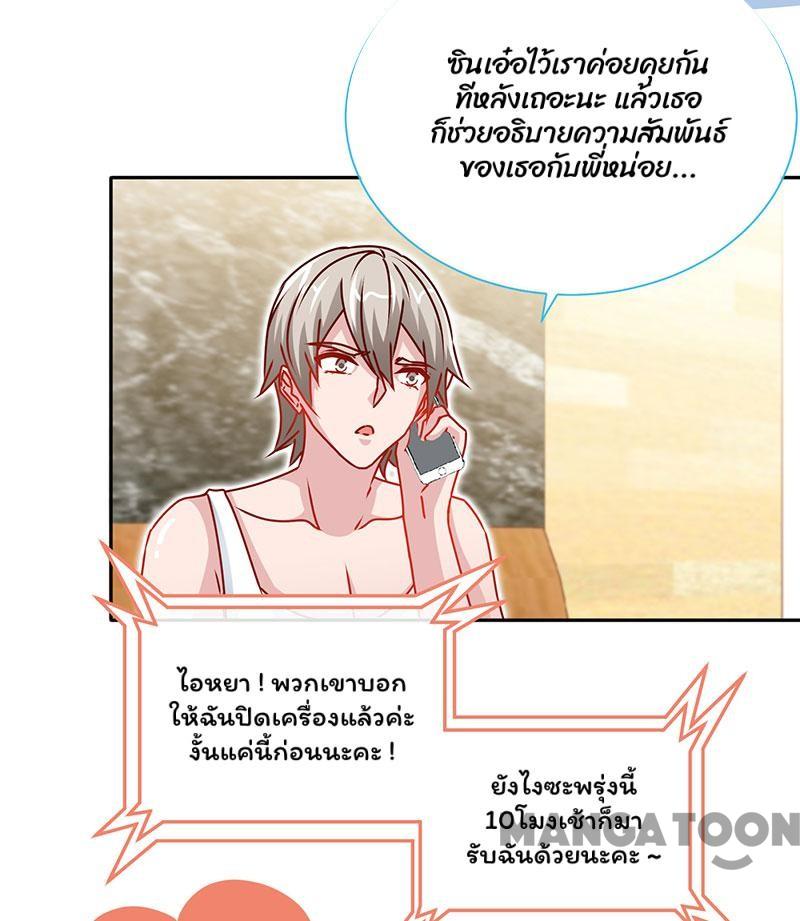 ซินเอ๋อไว้เราค่อยคุยกัน
ทีหลังเถอะนะ แล้วเธอ
ก็ช่วยอธิบายความสัมพันธ์
ของเธอกับพี่หน่อย...
ไอหยา ! พวกเขาบอก
ให้ฉันปิดเครื่องแล้วค่ะ
งั้นแค่นี้ก่อนนะคะ !
ยังไงซะพรุ่งนี้
10โมงเช้าก็มา
รับฉันด้วยนะคะ ~
MANGATOON